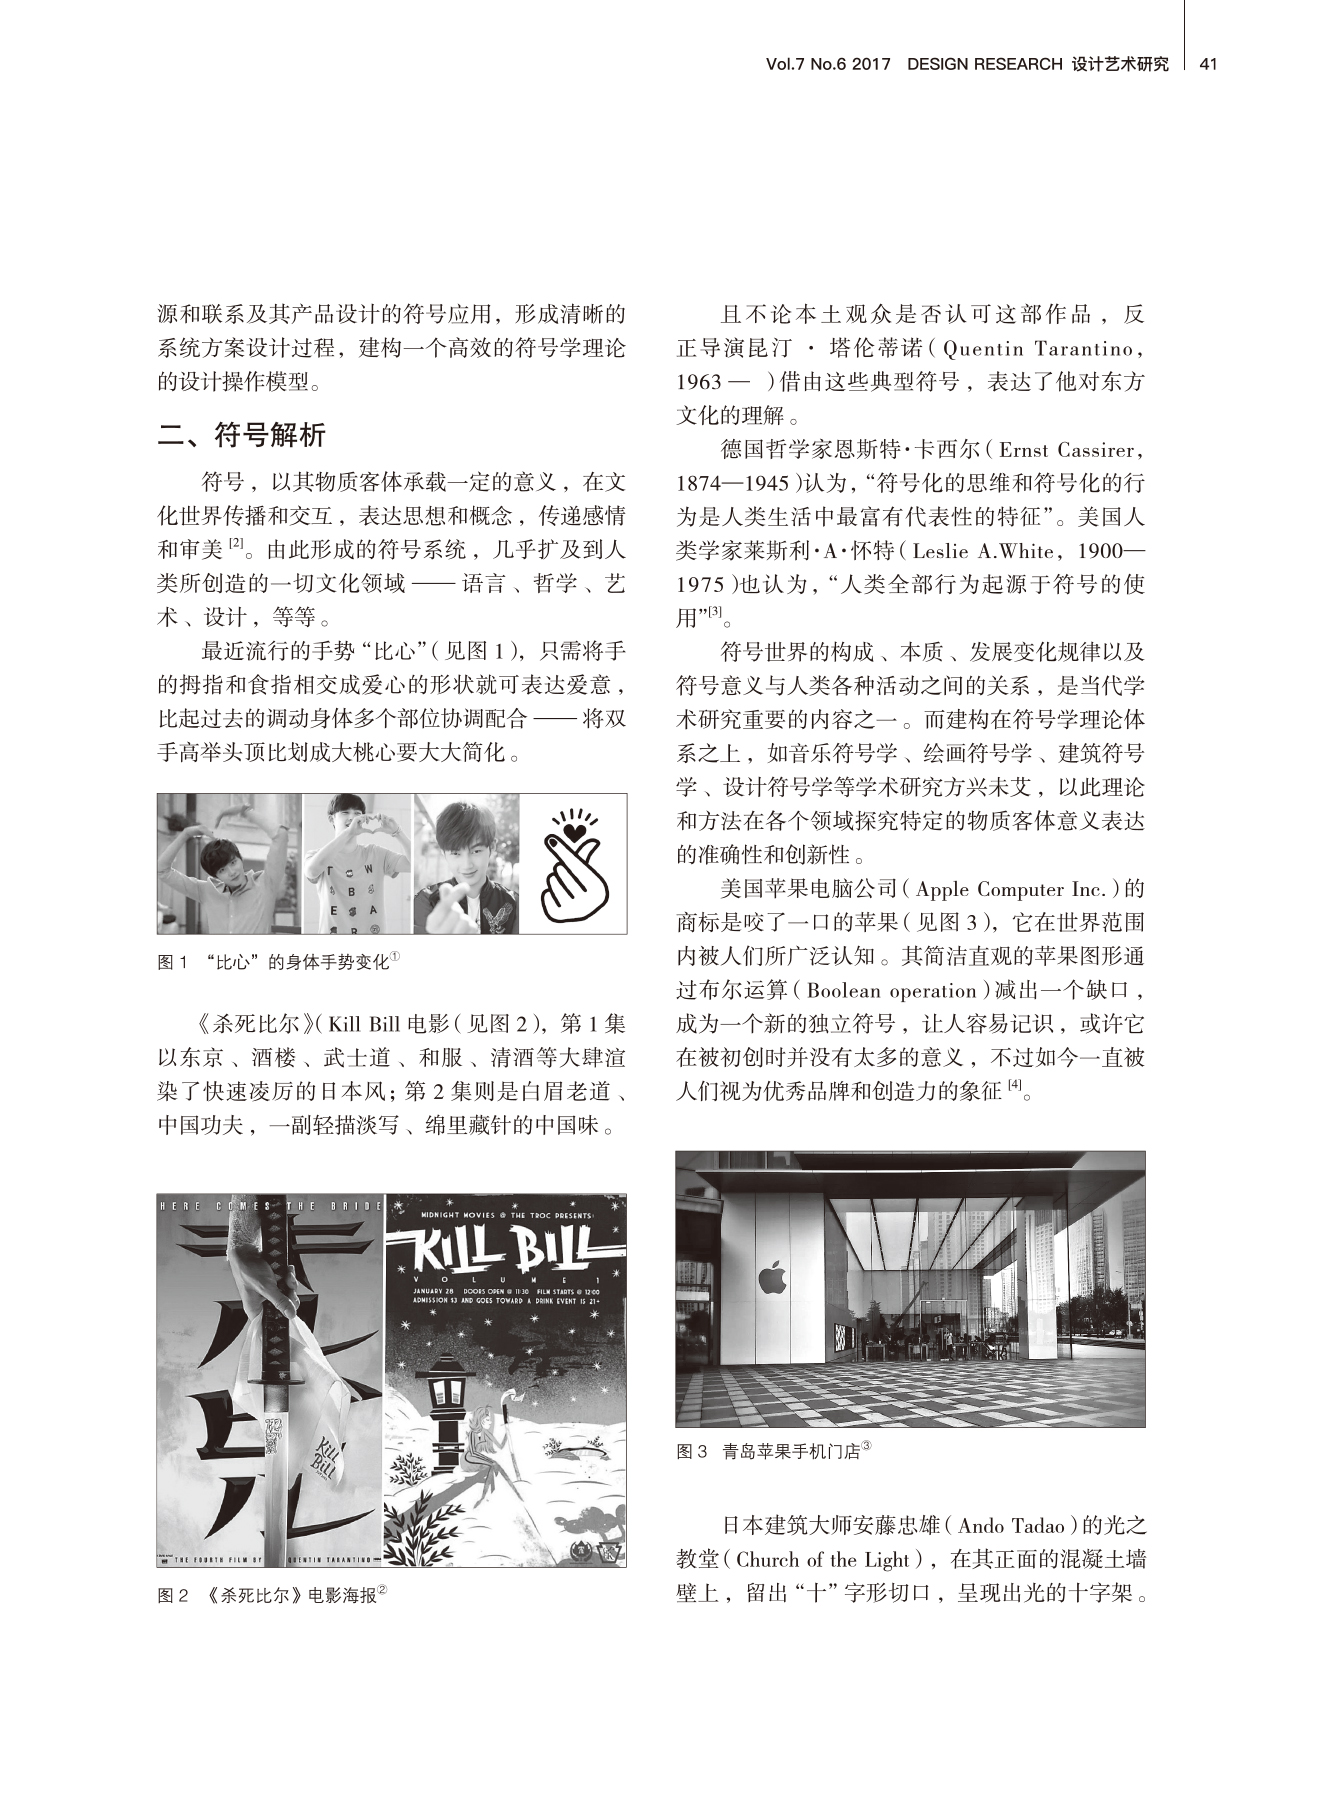 Vol.7 No.6 2017 DESIGN RESEARCH 设计艺术研究 41
源和联系及其产品设计的符号应用，形成清晰的
系统方案设计过程，建构一个高效的符号学理论
的设计操作模型。
二、符号解析
符号，以其物质客体承载一定的意义，在文
化世界传播和交互，表达思想和概念，传递感情
和审美[2]。由此形成的符号系统，几乎扩及到人
类所创造的一切文化领域——语言、哲学、艺
术、设计，等等。
最近流行的手势“比心”（见图1），只需将手
的拇指和食指相交成爱心的形状就可表达爱意，
比起过去的调动身体多个部位协调配合——将双
手高举头顶比划成大桃心要大大简化。
图1 “比心”的身体手势变化①
《杀死比尔》（Kill Bill电影（见图2），第1集
以东京、酒楼、武士道、和服、清酒等大肆渲
染了快速凌厉的日本风；第2集则是白眉老道、
中国功夫，一副轻描淡写、绵里藏针的中国味。
HERE COMES THE BRIDE
杀死比尔
Kill
Bill
THE FOURTH FILM BY QUENTIN TARANTINO
MIDNIGHT MOVIES @ THE TROC PRESENTS:
KILL BILL
VOLUME 1
JANUARY 28 DOORS OPEN @ 11:30 FILM STARTS @ 12:00
ADMISSION $3 AND GOES TOWARD A DRINK EVENT IS 21+
图2 《杀死比尔》电影海报②
且不论本土观众是否认可这部作品，反
正导演昆汀·塔伦蒂诺（Quentin Tarantino，
1963— ）借由这些典型符号，表达了他对东方
文化的理解。
德国哲学家恩斯特·卡西尔（Ernst Cassirer，
1874—1945）认为，“符号化的思维和符号化的行
为是人类生活中最富有代表性的特征”。美国人
类学家莱斯利·A·怀特（Leslie A.White，1900—
1975）也认为，“人类全部行为起源于符号的使
用”[3]。
符号世界的构成、本质、发展变化规律以及
符号意义与人类各种活动之间的关系，是当代学
术研究重要的内容之一。而建构在符号学理论体
系之上，如音乐符号学、绘画符号学、建筑符号
学、设计符号学等学术研究方兴未艾，以此理论
和方法在各个领域探究特定的物质客体意义表达
的准确性和创新性。
美国苹果电脑公司（Apple Computer Inc.）的
商标是咬了一口的苹果（见图3），它在世界范围
内被人们所广泛认知。其简洁直观的苹果图形通
过布尔运算（Boolean operation）减出一个缺口，
成为一个新的独立符号，让人容易记识，或许它
在被初创时并没有太多的意义，不过如今一直被
人们视为优秀品牌和创造力的象征[4]。
图3 青岛苹果手机门店③
日本建筑大师安藤忠雄（Ando Tadao）的光之
教堂（Church of the Light），在其正面的混凝土墙
壁上，留出“十”字形切口，呈现出光的十字架。